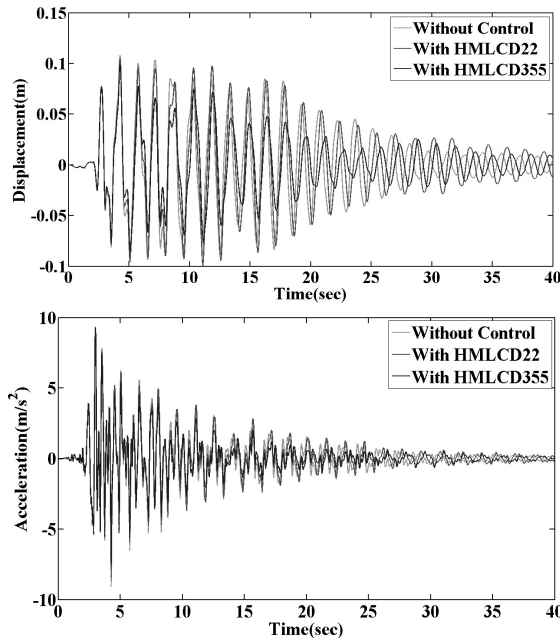 Without Control
With HMLCD22
With HMLCD355
Displacement(m)
0.15
0.1
0.05
0
-0.05
-0.1
0 5 10 15 20 25 30 35 40
Time(sec)
Without Control
With HMLCD22
With HMLCD355
Acceleration(m/s²)
10
5
0
-5
-10
0 5 10 15 20 25 30 35 40
Time(sec)